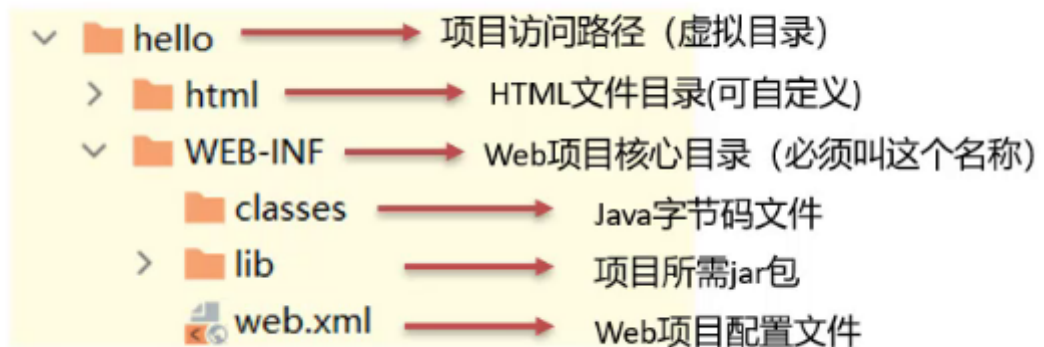 hello 项目访问路径（虚拟目录）
html HTML文件目录(可自定义)
WEB-INF Web项目核心目录（必须叫这个名称）
classes Java字节码文件
lib 项目所需jar包
web.xml Web项目配置文件